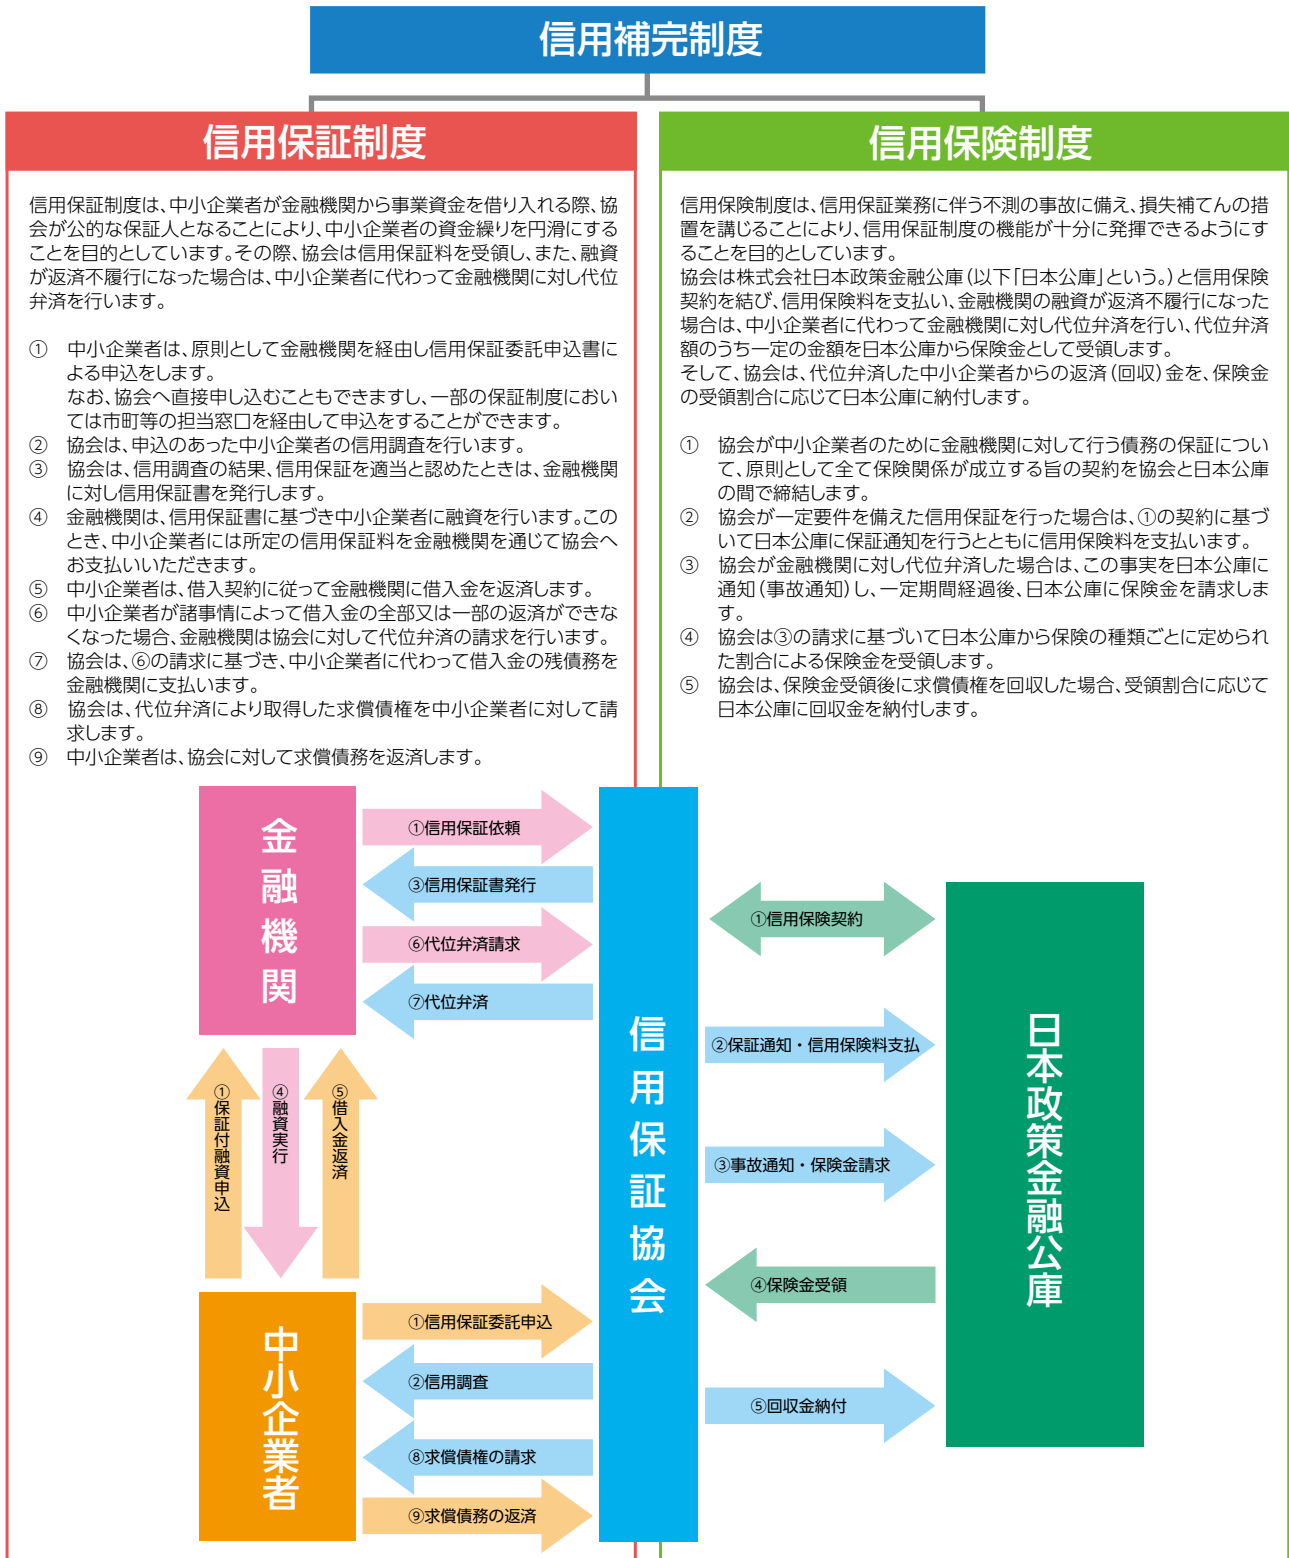 信用補完制度
信用保証制度
信用保証制度は、中小企業者が金融機関から事業資金を借り入れる際、協
会が公的な保証人となることにより、中小企業者の資金繰りを円滑にする
ことを目的としています。その際、協会は信用保証料を受領し、また、融資
が返済不履行になった場合は、中小企業者に代わって金融機関に対し代位
弁済を行います。
① 中小企業者は、原則として金融機関を経由し信用保証委託申込書に
よる申込をします。
なお、協会へ直接申し込むこともできますし、一部の保証制度におい
ては市町等の担当窓口を経由して申込をすることができます。
② 協会は、申込のあった中小企業者の信用調査を行います。
③ 協会は、信用調査の結果、信用保証を適当と認めたときは、金融機関
に対し信用保証書を発行します。
④ 金融機関は、信用保証書に基づき中小企業者に融資を行います。この
とき、中小企業者には所定の信用保証料を金融機関を通じて協会へ
お支払いいただきます。
⑤ 中小企業者は、借入契約に従って金融機関に借入金を返済します。
⑥ 中小企業者が諸事情によって借入金の全部又は一部の返済ができな
くなった場合、金融機関は協会に対して代位弁済の請求を行います。
⑦ 協会は、⑥の請求に基づき、中小企業者に代わって借入金の残債務を
金融機関に支払います。
⑧ 協会は、代位弁済により取得した求償債権を中小企業者に対して請
求します。
⑨ 中小企業者は、協会に対して求償債務を返済します。
信用保険制度
信用保険制度は、信用保証業務に伴う不測の事故に備え、損失補てんの措
置を講じることにより、信用保証制度の機能が十分に発揮できるようにす
ることを目的としています。
協会は株式会社日本政策金融公庫(以下「日本公庫」という。)と信用保険
契約を結び、信用保険料を支払い、金融機関の融資が返済不履行になった
場合は、中小企業者に代わって金融機関に対し代位弁済を行い、代位弁済
額のうち一定の金額を日本公庫から保険金として受領します。
そして、協会は、代位弁済した中小企業者からの返済(回収)金を、保険金
の受領割合に応じて日本公庫に納付します。
① 協会が中小企業者のために金融機関に対して行う債務の保証につい
て、原則として全て保険関係が成立する旨の契約を協会と日本公庫
の間で締結します。
② 協会が一定要件を備えた信用保証を行った場合は、①の契約に基づ
いて日本公庫に保証通知を行うとともに信用保険料を支払います。
③ 協会が金融機関に対し代位弁済した場合は、この事実を日本公庫に
通知(事故通知)し、一定期間経過後、日本公庫に保険金を請求しま
す。
④ 協会は③の請求に基づいて日本公庫から保険の種類ごとに定められ
た割合による保険金を受領します。
⑤ 協会は、保険金受領後に求償債権を回収した場合、受領割合に応じて
日本公庫に回収金を納付します。
金融機関
①信用保証依頼
③信用保証書発行
⑥代位弁済請求
⑦代位弁済
①保証付融資申込
④融資実行
⑤借入金返済
中小企業者
①信用保証委託申込
②信用調査
⑧求償債権の請求
⑨求償債務の返済
信用保証協会
①信用保険契約
②保証通知・信用保険料支払
③事故通知・保険金請求
④保険金受領
⑤回収金納付
日本政策金融公庫